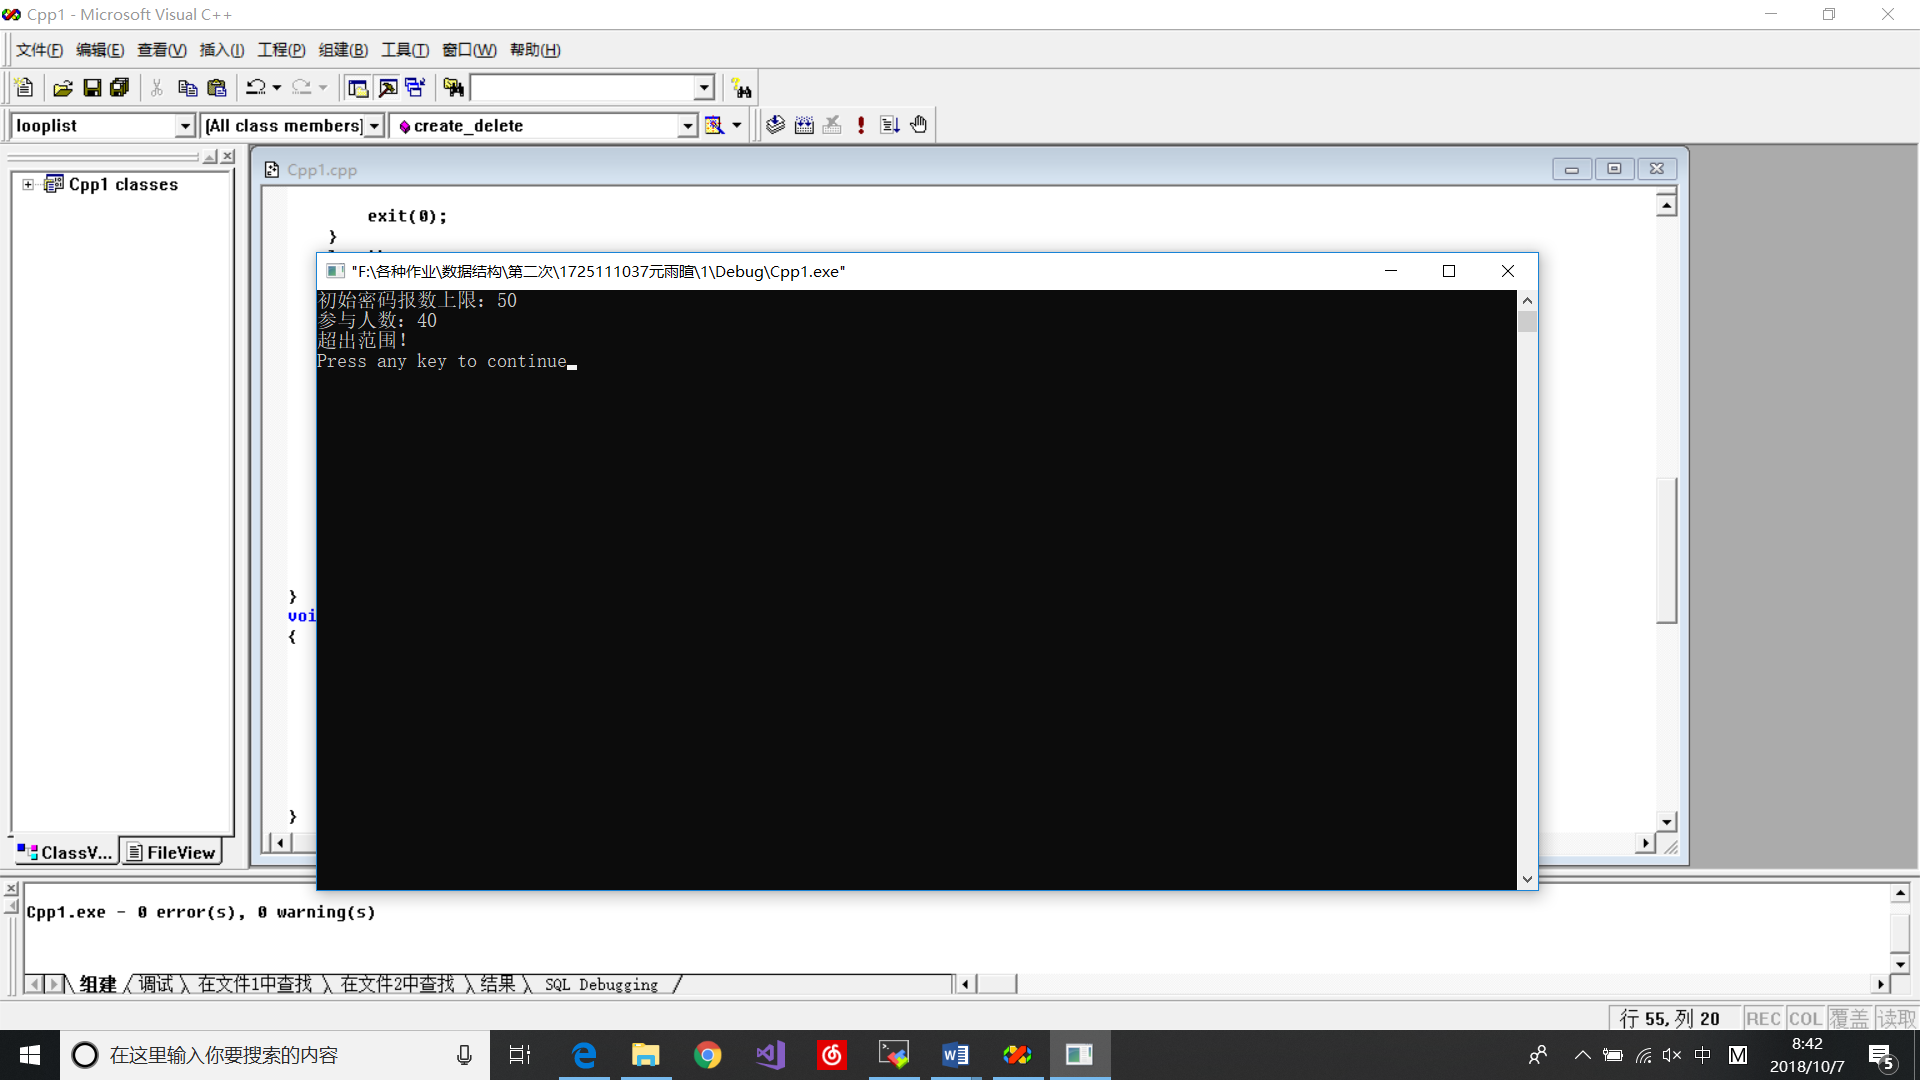 Cpp1 - Microsoft Visual C++
文件(F) 编辑(E) 查看(V) 插入(I) 工程(P) 组建(B) 工具(T) 窗口(W) 帮助(H)
looplist [All class members] create_delete
Cpp1 classes
Cpp1.cpp
exit(0);
}
"F:\各种作业\数据结构\第二次\1725111037元雨暄\1\Debug\Cpp1.exe"
初始密码报数上限：50
参与人数：40
超出范围！
Press any key to continue
}
voi
{
}
ClassV... FileView
Cpp1.exe - 0 error(s), 0 warning(s)
组建 调试 在文件1中查找 在文件2中查找 结果 SQL Debugging
行 55, 列 20 REC COL 覆盖 读取
在这里输入你要搜索的内容
中 M
8:42
2018/10/7
5